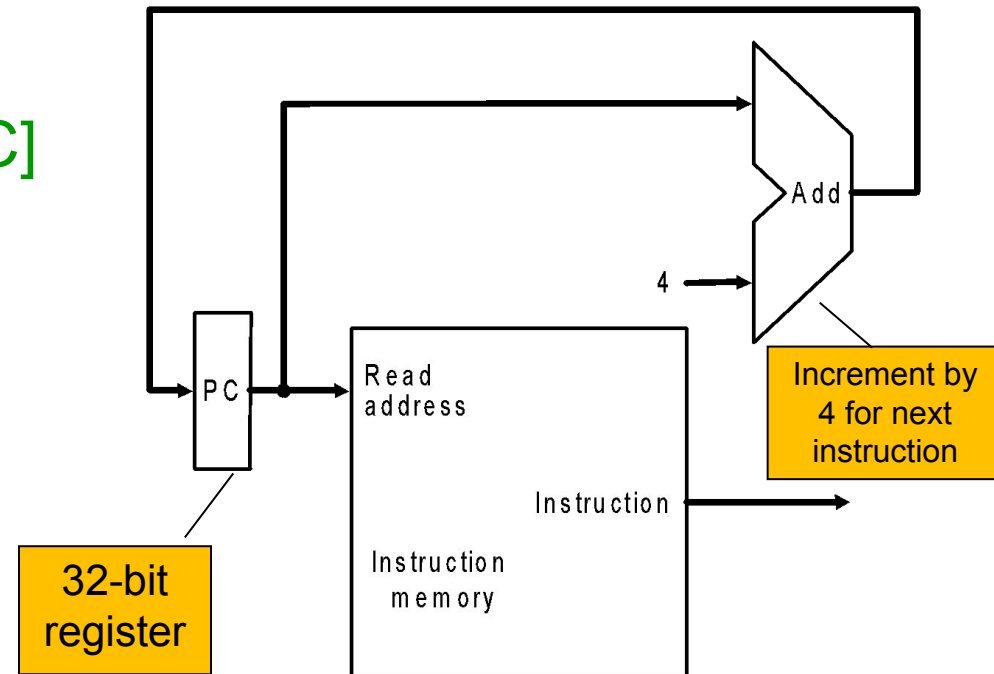 C]
Add
4
PC
Read
address
Increment by
4 for next
instruction
Instruction
Instruction
memory
32-bit
register